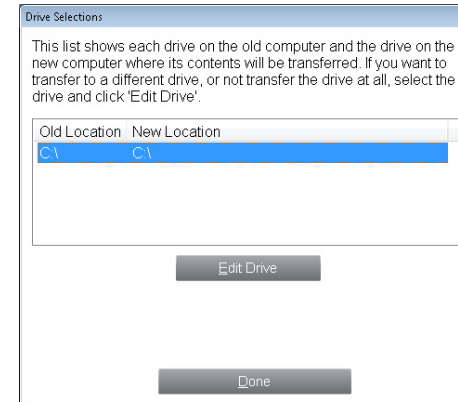 Drive Selections
This list shows each drive on the old computer and the drive on the
new computer where its contents will be transferred. If you want to
transfer to a different drive, or not transfer the drive at all, select the
drive and click 'Edit Drive'.
Old Location New Location
C:\ C:\
Edit Drive
Done